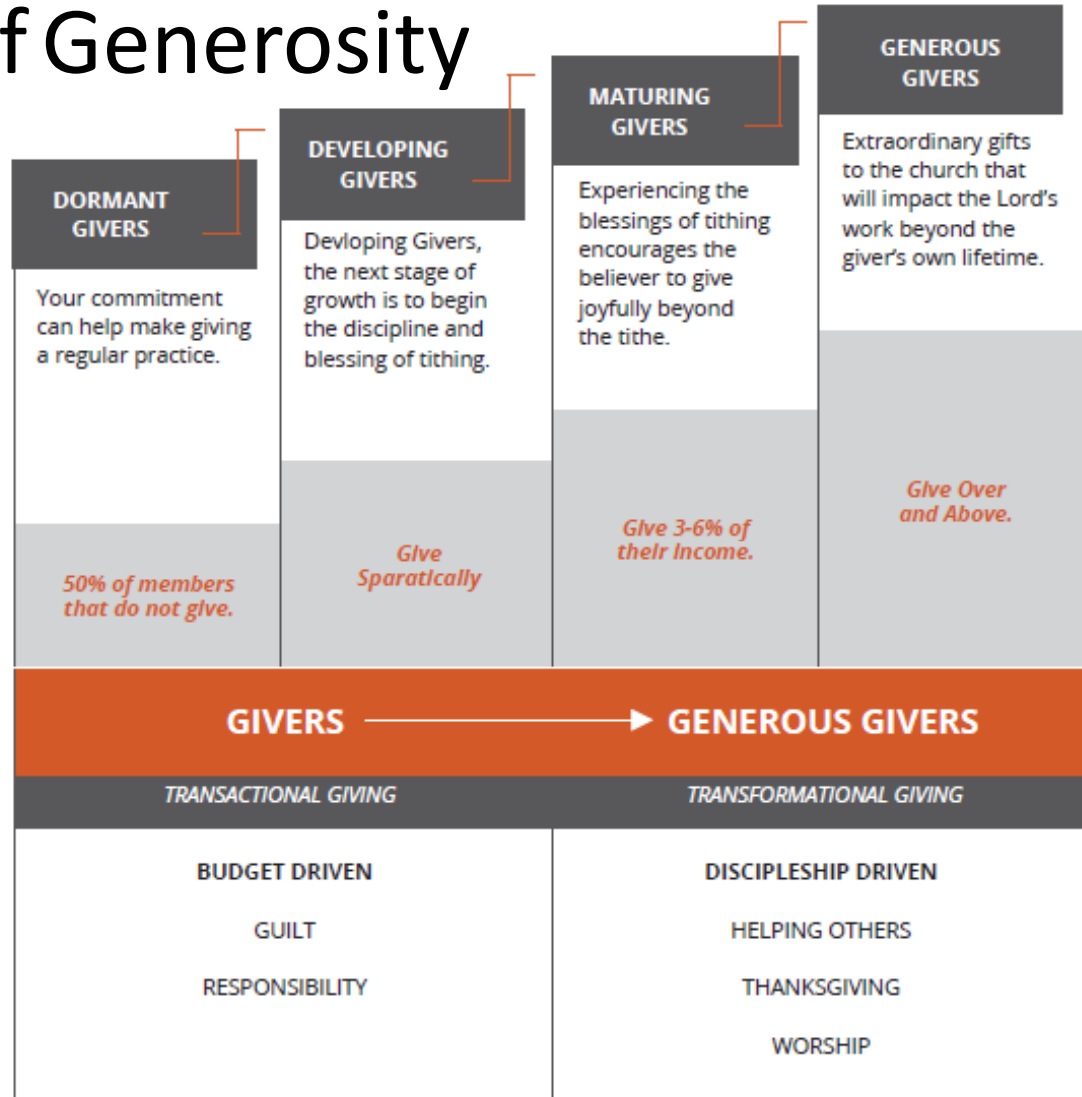 f Generosity
DORMANT
GIVERS
Your commitment
can help make giving
a regular practice.
50% of members
that do not give.
DEVELOPING
GIVERS
Devloping Givers,
the next stage of
growth is to begin
the discipline and
blessing of tithing.
Give
Sparatically
MATURING
GIVERS
Experiencing the
blessings of tithing
encourages the
believer to give
joyfully beyond
the tithe.
Give 3-6% of
their Income.
GENEROUS
GIVERS
Extraordinary gifts
to the church that
will impact the Lord's
work beyond the
giver's own lifetime.
Give Over
and Above.
GIVERS GENEROUS GIVERS
TRANSACTIONAL GIVING
BUDGET DRIVEN
GUILT
RESPONSIBILITY
TRANSFORMATIONAL GIVING
DISCIPLESHIP DRIVEN
HELPING OTHERS
THANKSGIVING
WORSHIP